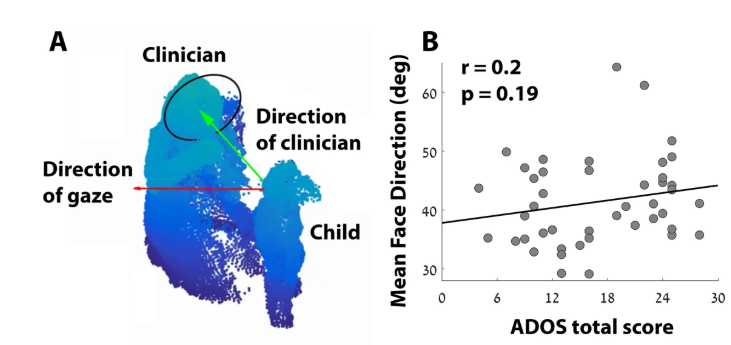 A
Clinician
Direction
of clinician
Direction
of gaze
Child
B
r = 0.2
p = 0.19
Mean Face Direction (deg)
60
50
40
30
0 6 12 18 24 30
ADOS total score